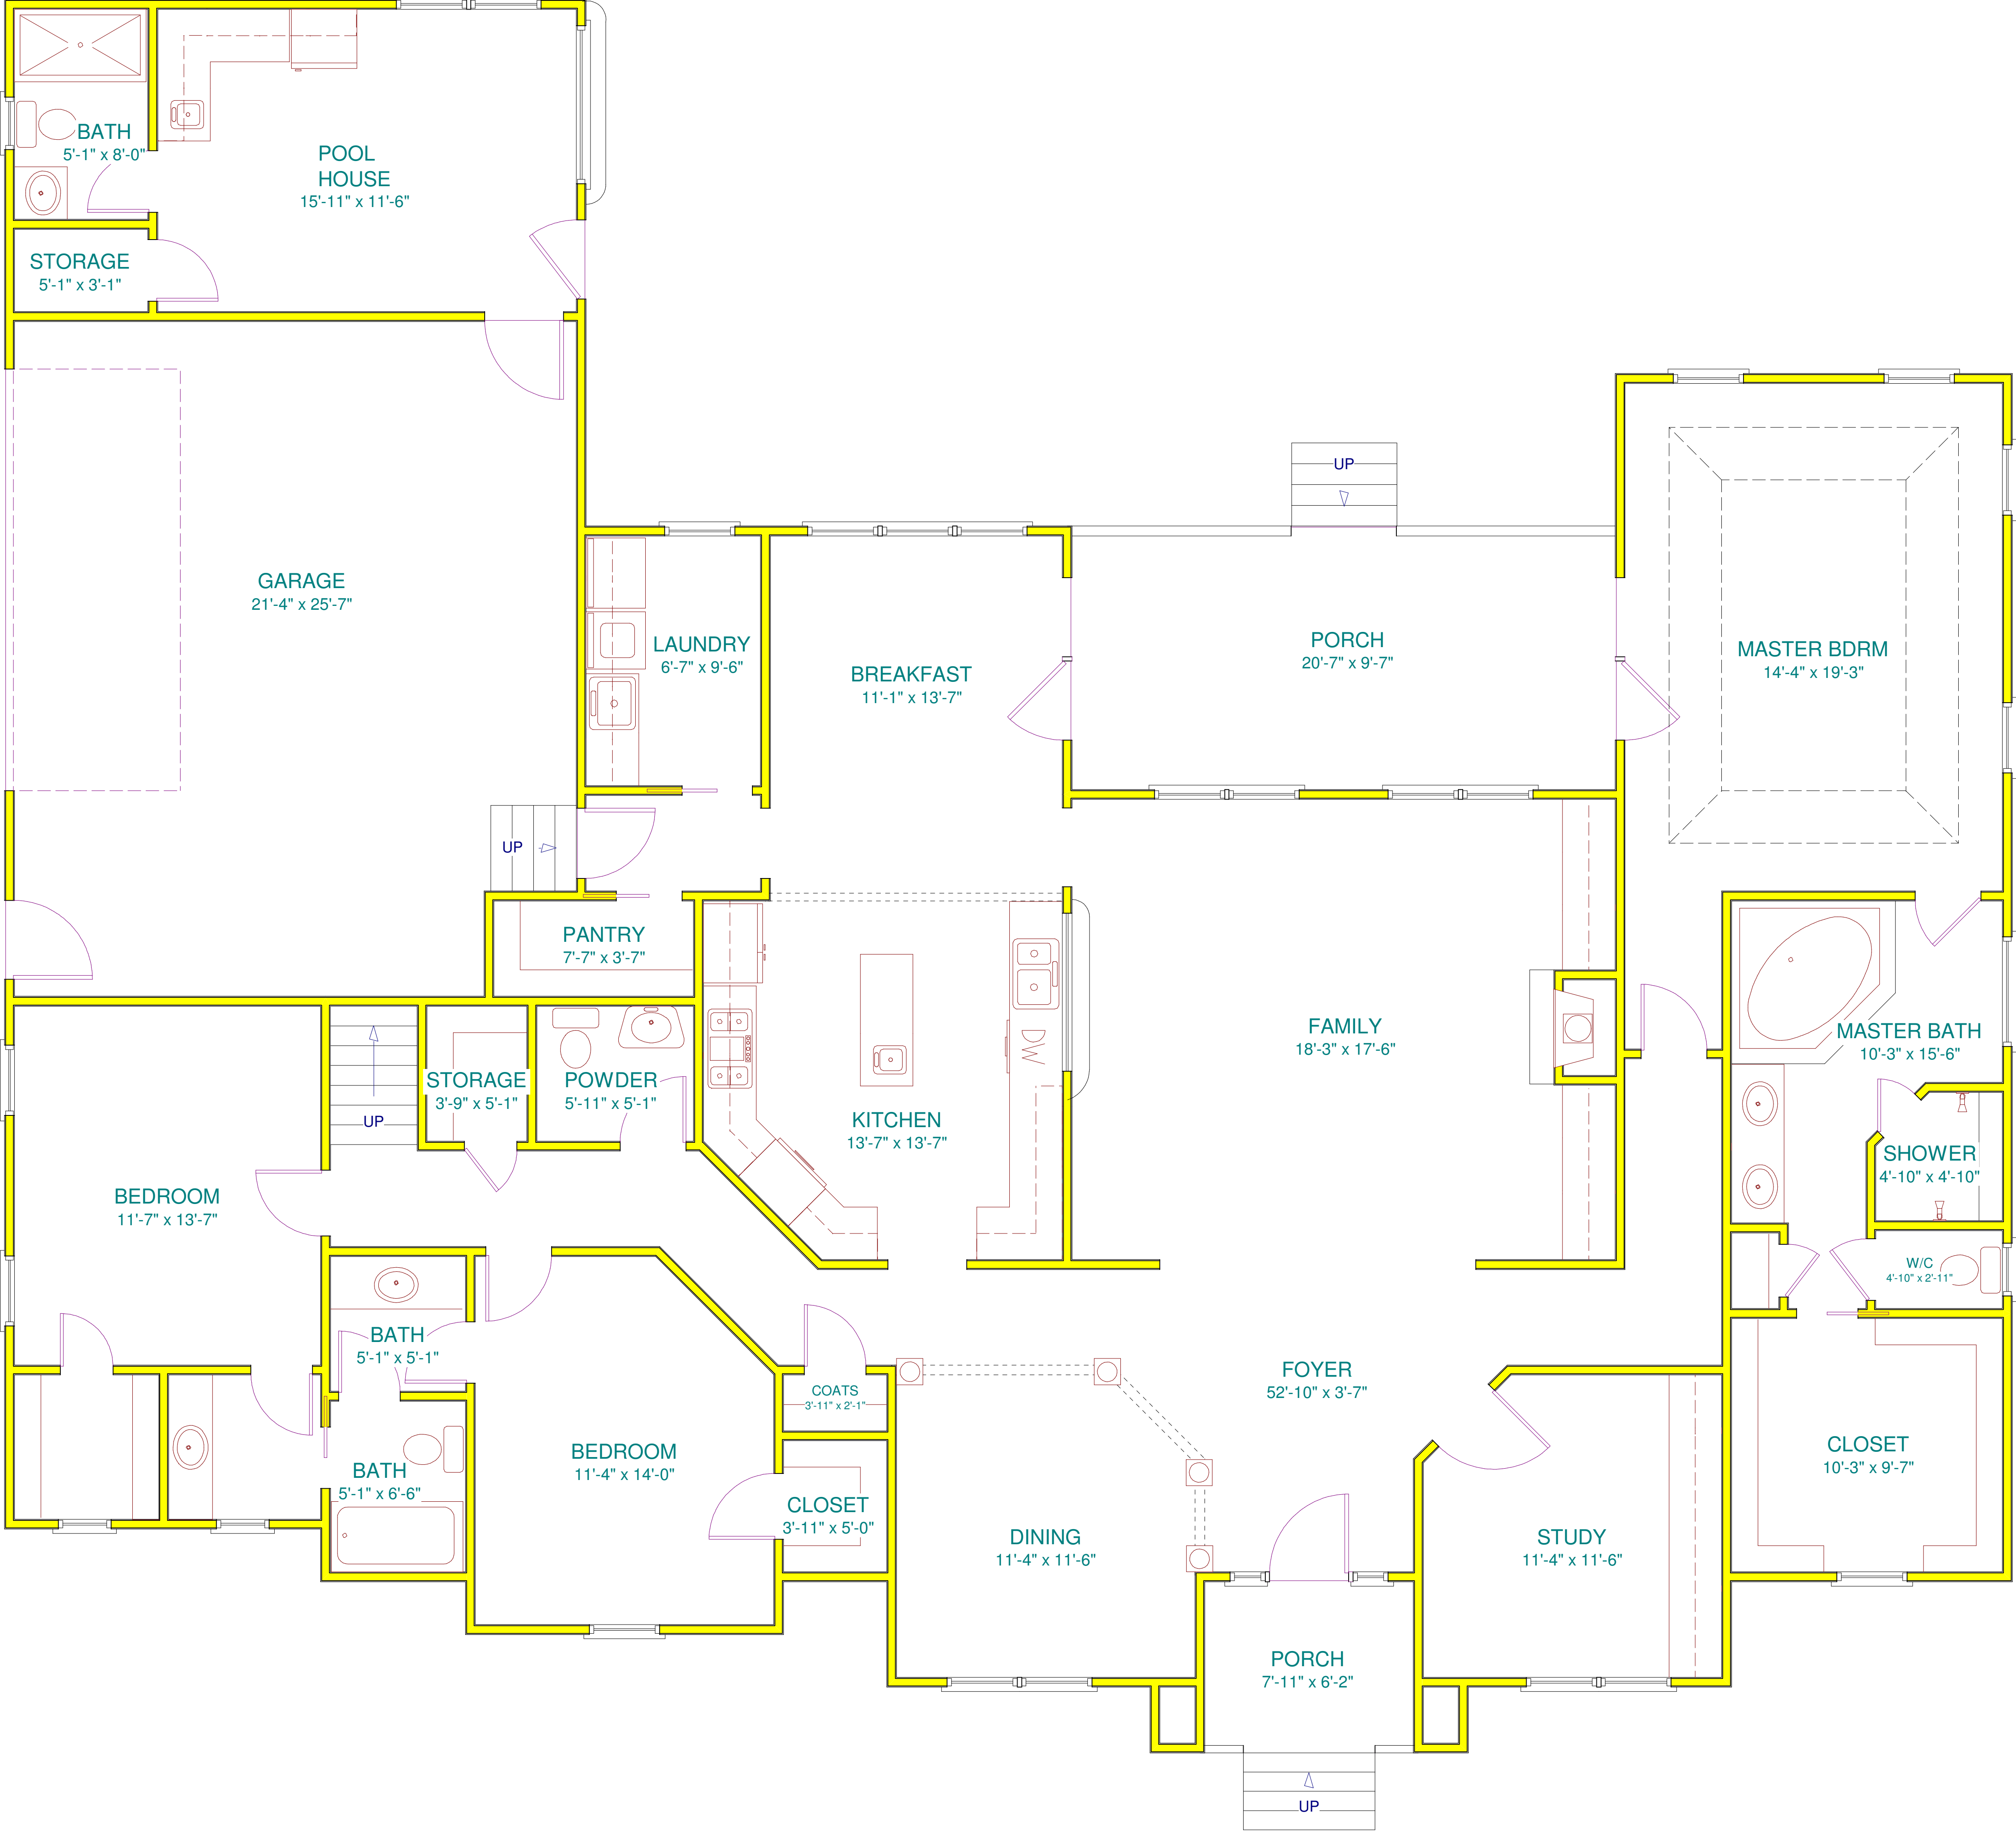 BATH
5'-1" x 8'-0"
POOL
HOUSE
15'-11" x 11'-6"
STORAGE
5'-1" x 3'-1"
UP
GARAGE
21'-4" x 25'-7"
LAUNDRY
6'-7" x 9'-6"
BREAKFAST
11'-1" x 13'-7"
PORCH
20'-7" x 9'-7"
MASTER BDRM
14'-4" x 19'-3"
UP
PANTRY
7'-7" x 3'-7"
FAMILY
18'-3" x 17'-6"
MASTER BATH
10'-3" x 15'-6"
DW
STORAGE
3'-9" x 5'-1"
POWDER
5'-11" x 5'-1"
UP
KITCHEN
13'-7" x 13'-7"
SHOWER
4'-10" x 4'-10"
BEDROOM
11'-7" x 13'-7"
W/C
4'-10" x 2'-11"
BATH
5'-1" x 5'-1"
FOYER
52'-10" x 3'-7"
COATS
3'-11" x 2'-1"
BEDROOM
11'-4" x 14'-0"
CLOSET
10'-3" x 9'-7"
BATH
5'-1" x 6'-6"
CLOSET
3'-11" x 5'-0"
DINING
11'-4" x 11'-6"
STUDY
11'-4" x 11'-6"
PORCH
7'-11" x 6'-2"
UP